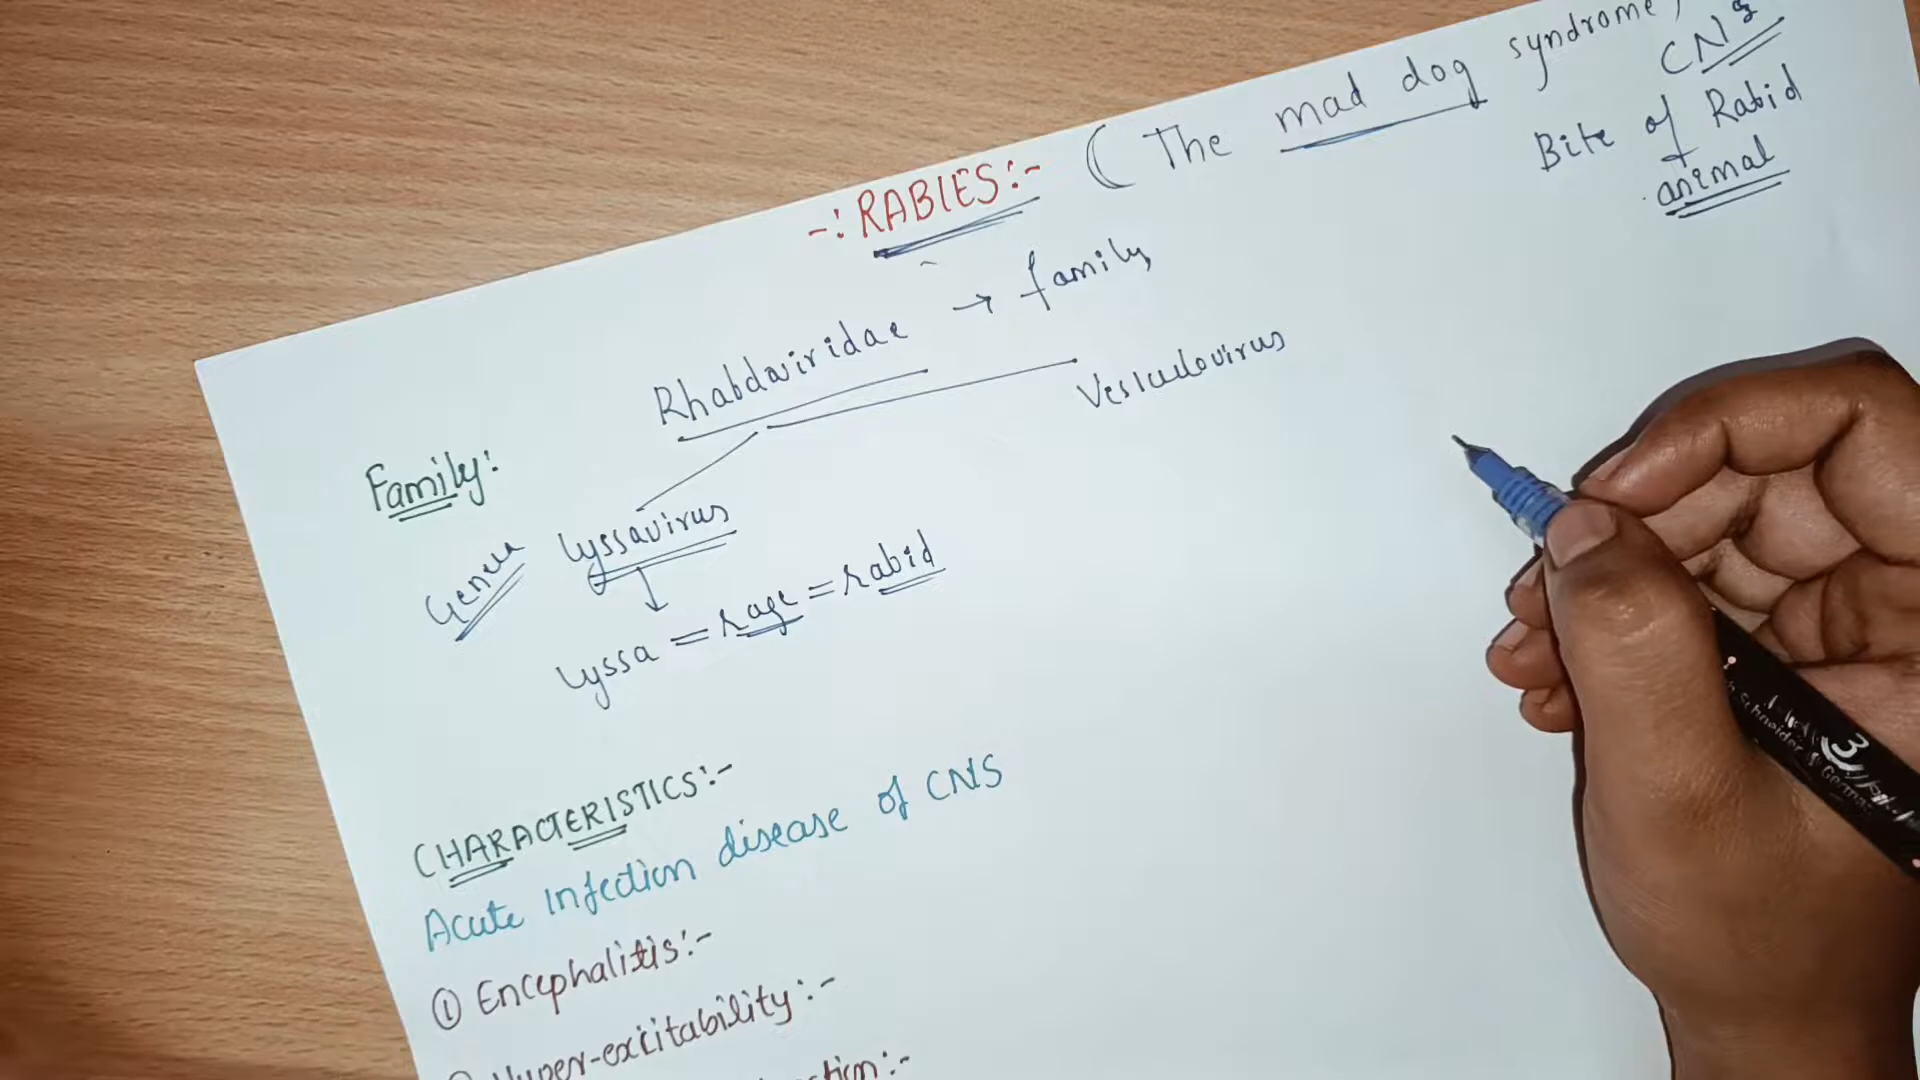 -: RABIES:- (The mad dog syndrome)
CNS
Bite of Rabid
animal
Rhabdaviridae → family
Family:
Vesiculovirus
Genus lyssavirus
lyssa = rage = rabid
CHARACTERISTICS:-
Acute Infection disease of CNS
① Encephalitis:-
Hyper-excitability:-